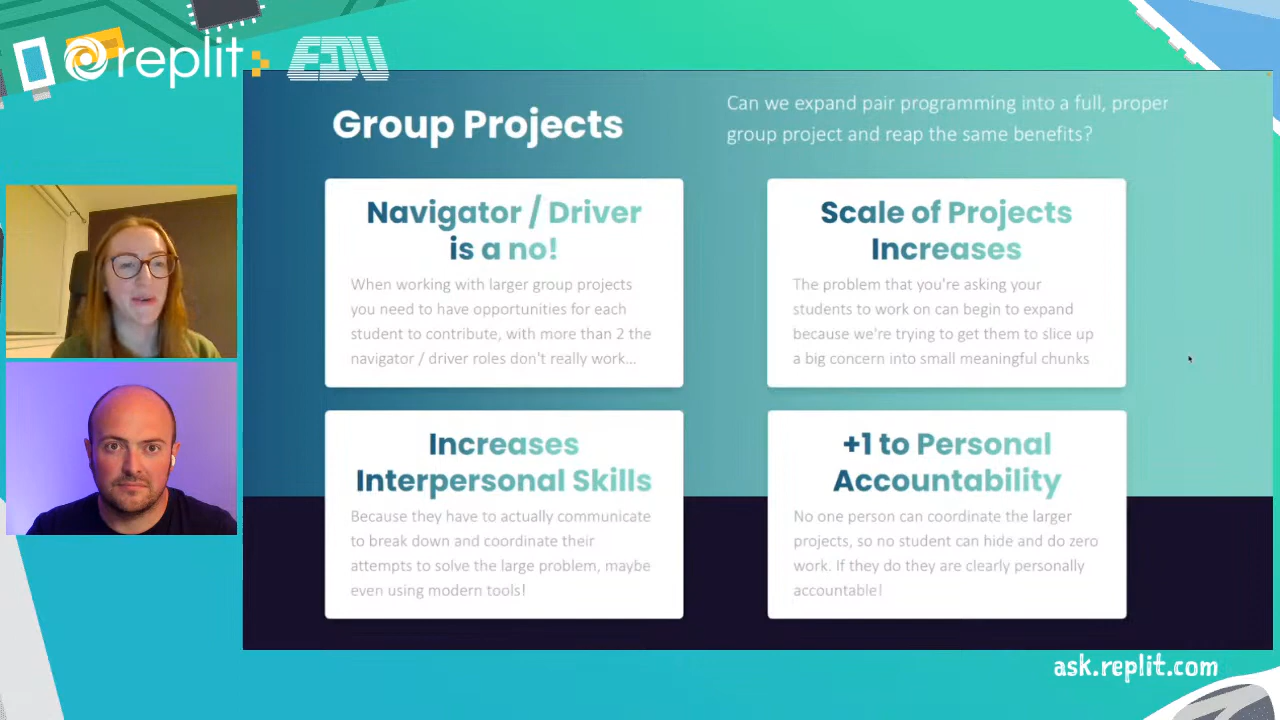 replit
EDU
Group Projects
Can we expand pair programming into a full, proper
group project and reap the same benefits?
Navigator / Driver
is a no!
When working with larger group projects
you need to have opportunities for each
student to contribute, with more than 2 the
navigator / driver roles don't really work...
Scale of Projects
Increases
The problem that you're asking your
students to work on can begin to expand
because we're trying to get them to slice up
a big concern into small meaningful chunks
Increases
Interpersonal Skills
Because they have to actually communicate
to break down and coordinate their
attempts to solve the large problem, maybe
even using modern tools!
+1 to Personal
Accountability
No one person can coordinate the larger
projects, so no student can hide and do zero
work. If they do they are clearly personally
accountable!
ask.replit.com